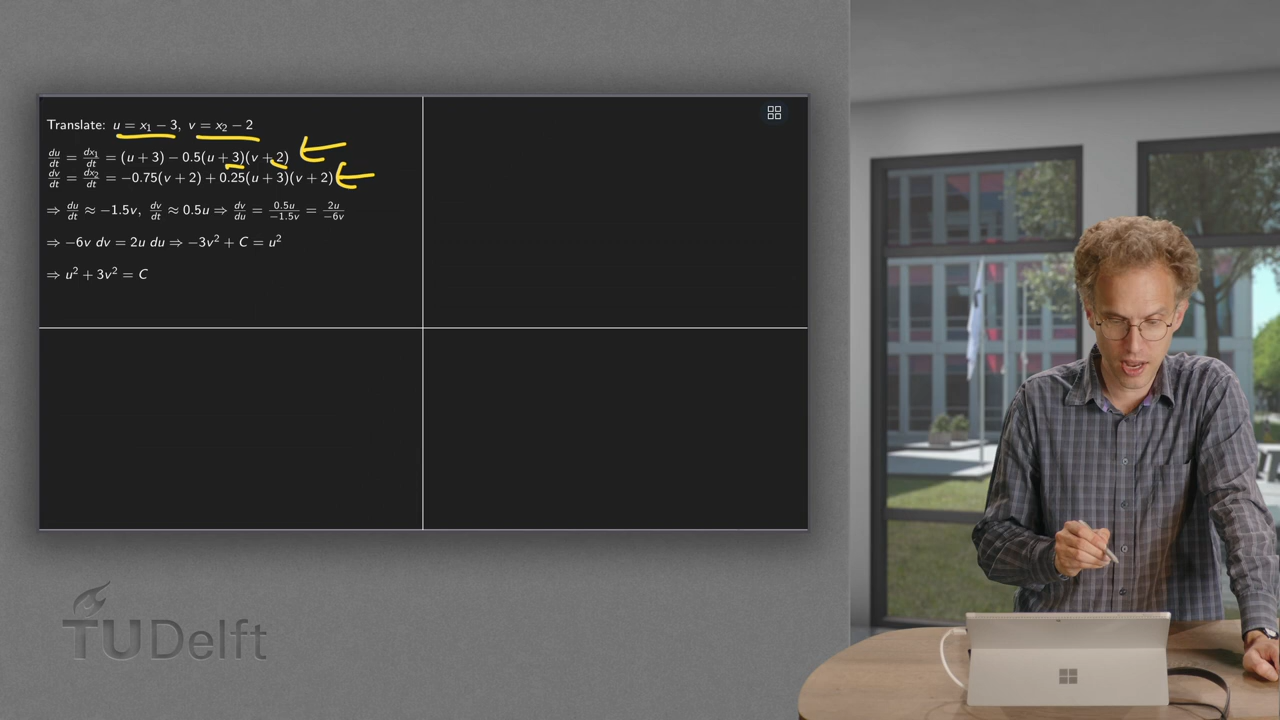 Translate: u = x₁ − 3, v = x₂ − 2
du/dt = dx₁/dt = (u + 3) − 0.5(u + 3)(v + 2)
dv/dt = dx₂/dt = −0.75(v + 2) + 0.25(u + 3)(v + 2)
⇒ du/dt ≈ −1.5v, dv/dt ≈ 0.5u ⇒ dv/du = 0.5u/−1.5v = 2u/−6v
⇒ −6v dv = 2u du ⇒ −3v² + C = u²
⇒ u² + 3v² = C
TUDelft